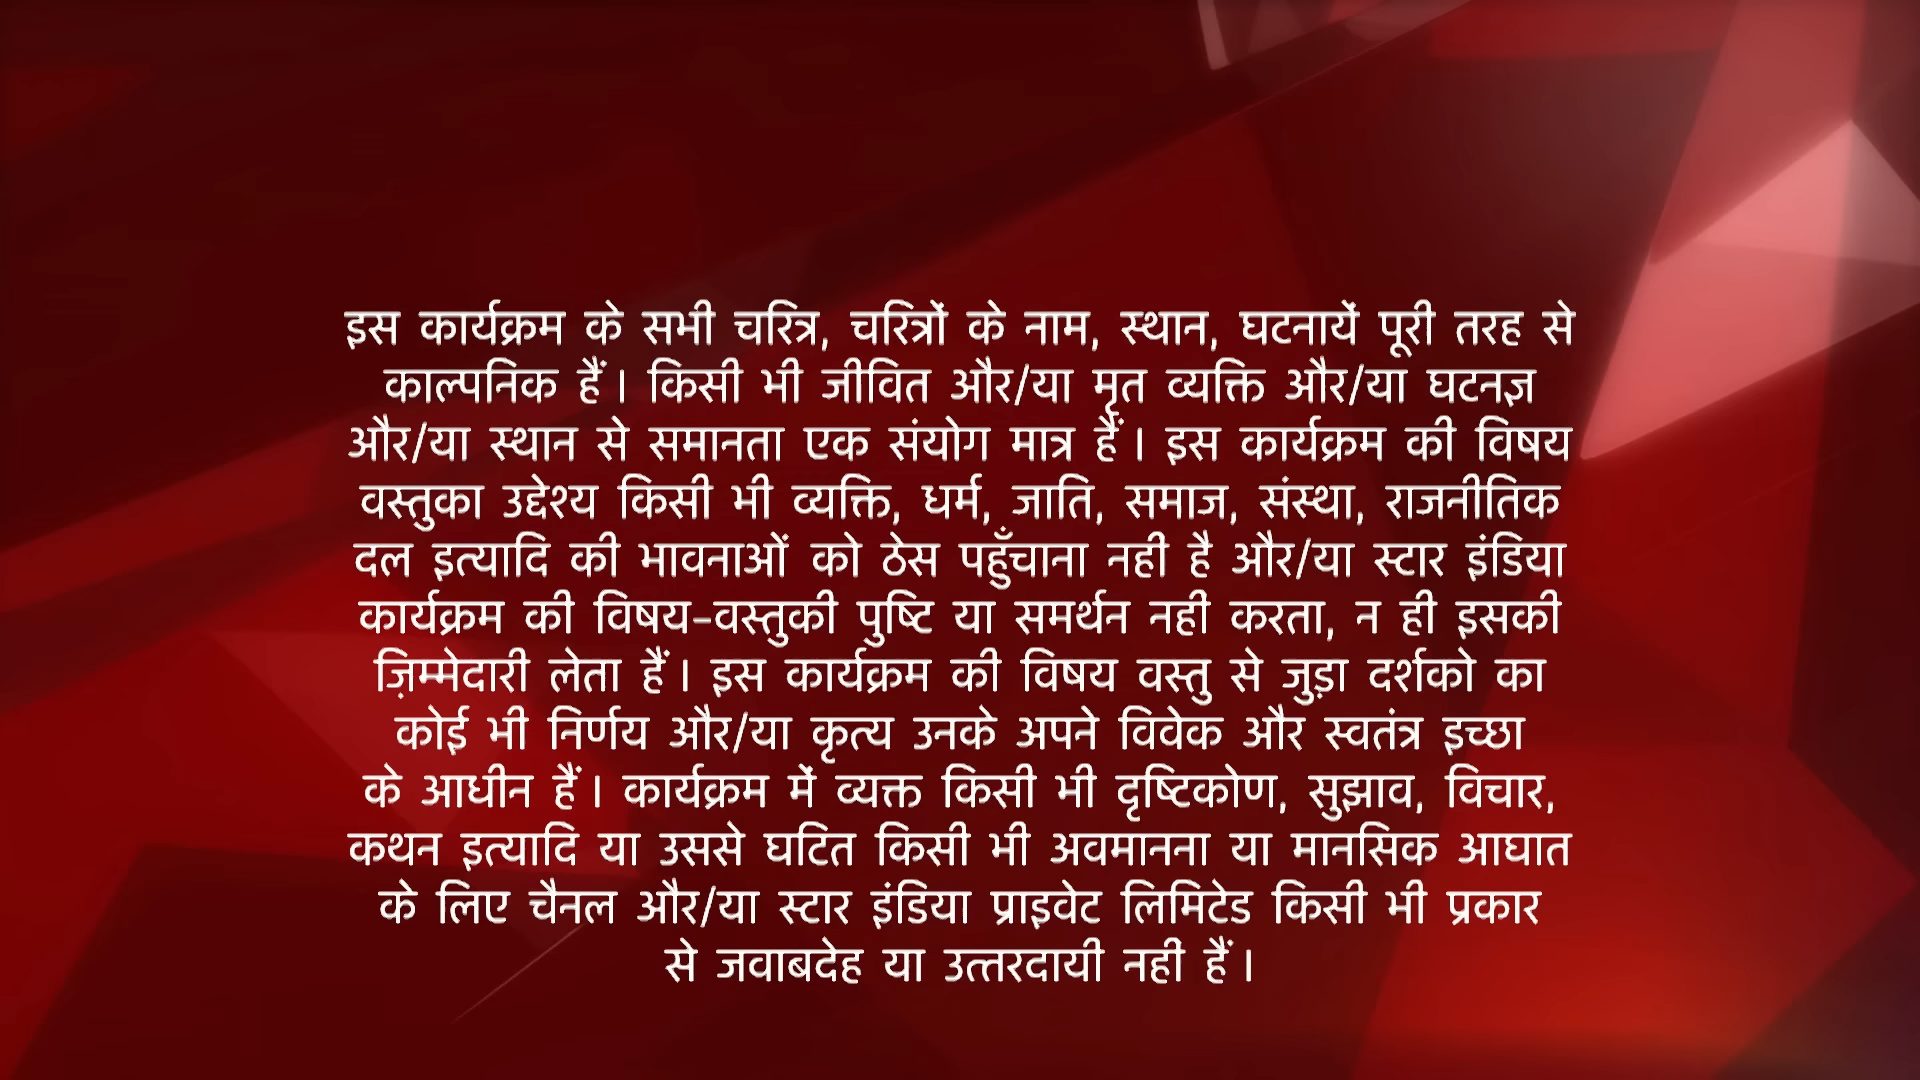 इस कार्यक्रम के सभी चरित्र, चरित्रों के नाम, स्थान, घटनायें पूरी तरह से
काल्पनिक हैं। किसी भी जीवित और/या मृत व्यक्ति और/या घटनज्ञ
और/या स्थान से समानता एक संयोग मात्र हैं। इस कार्यक्रम की विषय
वस्तुका उद्देश्य किसी भी व्यक्ति, धर्म, जाति, समाज, संस्था, राजनीतिक
दल इत्यादि की भावनाओं को ठेस पहुँचाना नही है और/या स्टार इंडिया
कार्यक्रम की विषय-वस्तुकी पुष्टि या समर्थन नही करता, न ही इसकी
ज़िम्मेदारी लेता हैं। इस कार्यक्रम की विषय वस्तु से जुड़ा दर्शको का
कोई भी निर्णय और/या कृत्य उनके अपने विवेक और स्वतंत्र इच्छा
के आधीन हैं। कार्यक्रम में व्यक्त किसी भी दृष्टिकोण, सुझाव, विचार,
कथन इत्यादि या उससे घटित किसी भी अवमानना या मानसिक आघात
के लिए चैनल और/या स्टार इंडिया प्राइवेट लिमिटेड किसी भी प्रकार
से जवाबदेह या उत्तरदायी नही हैं।